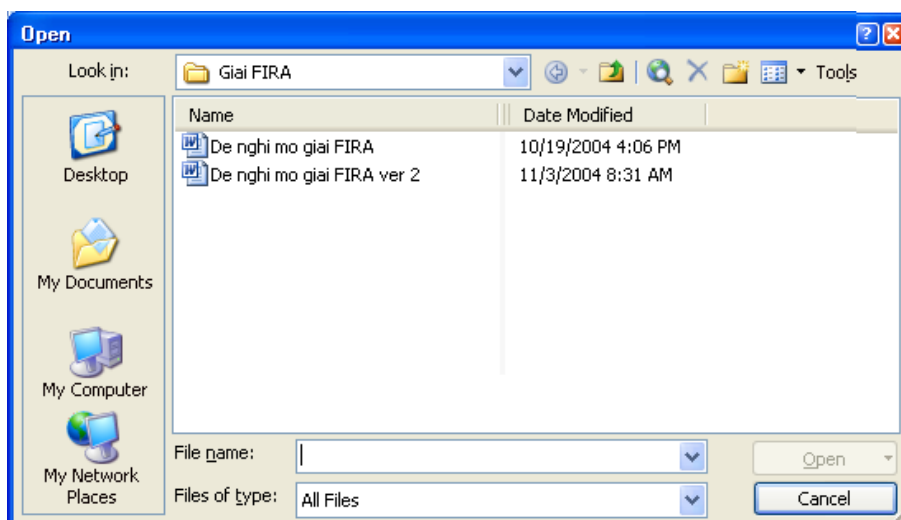 Open
Look in:
Giai FIRA
Tools
Name
Date Modified
De nghi mo giai FIRA
10/19/2004 4:06 PM
De nghi mo giai FIRA ver 2
11/3/2004 8:31 AM
Desktop
My Documents
My Computer
My Network
Places
File name:
Open
Files of type:
All Files
Cancel